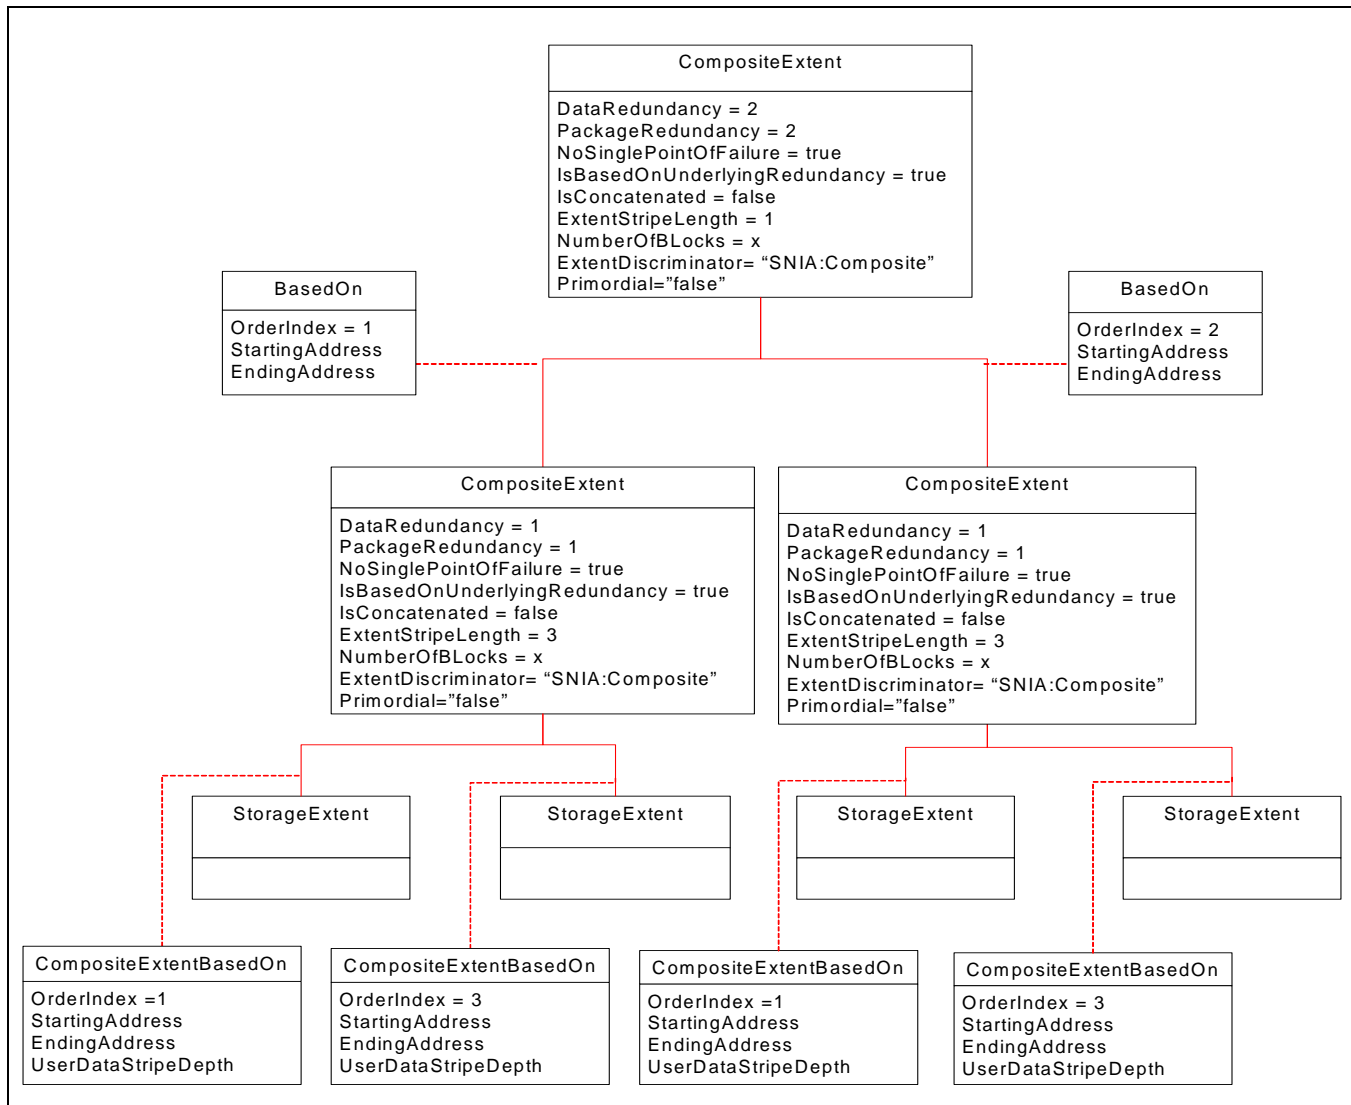 CompositeExtent
DataRedundancy = 2
PackageRedundancy = 2
NoSinglePointOfFailure = true
IsBasedOnUnderlyingRedundancy = true
IsConcatenated = false
ExtentStripeLength = 1
NumberOfBLocks = x
ExtentDiscriminator= “SNIA:Composite”
Primordial=”false”
BasedOn
OrderIndex = 1
StartingAddress
EndingAddress
BasedOn
OrderIndex = 2
StartingAddress
EndingAddress
CompositeExtent
DataRedundancy = 1
PackageRedundancy = 1
NoSinglePointOfFailure = true
IsBasedOnUnderlyingRedundancy = true
IsConcatenated = false
ExtentStripeLength = 3
NumberOfBLocks = x
ExtentDiscriminator= “SNIA:Composite”
Primordial=”false”
CompositeExtent
DataRedundancy = 1
PackageRedundancy = 1
NoSinglePointOfFailure = true
IsBasedOnUnderlyingRedundancy = true
IsConcatenated = false
ExtentStripeLength = 3
NumberOfBLocks = x
ExtentDiscriminator= “SNIA:Composite”
Primordial=”false”
StorageExtent
StorageExtent
StorageExtent
StorageExtent
CompositeExtentBasedOn
OrderIndex =1
StartingAddress
EndingAddress
UserDataStripeDepth
CompositeExtentBasedOn
OrderIndex = 3
StartingAddress
EndingAddress
UserDataStripeDepth
CompositeExtentBasedOn
OrderIndex =1
StartingAddress
EndingAddress
UserDataStripeDepth
CompositeExtentBasedOn
OrderIndex = 3
StartingAddress
EndingAddress
UserDataStripeDepth